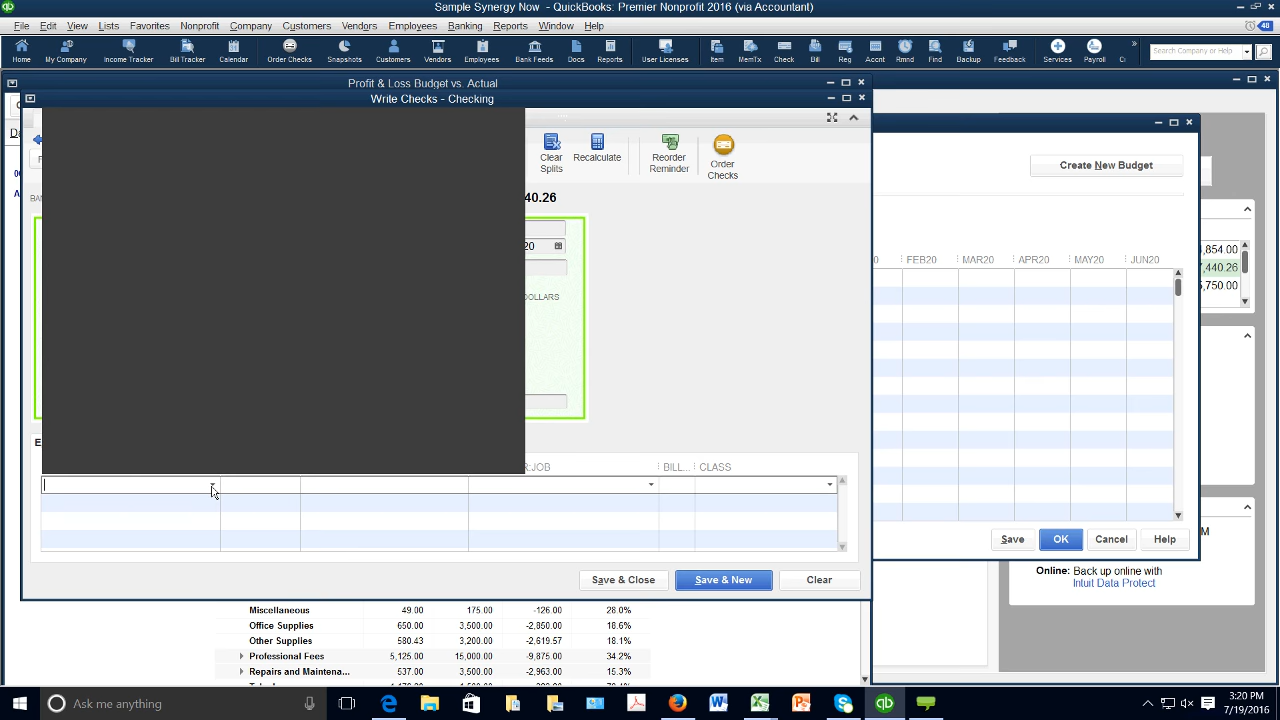 Sample Synergy Now - QuickBooks: Premier Nonprofit 2016 (via Accountant)
File Edit View Lists Favorites Nonprofit Company Customers Vendors Employees Banking Reports Window Help
48
Home My Company Income Tracker Bill Tracker Calendar Order Checks Snapshots Customers Vendors Employees Bank Feeds Docs Reports User Licenses Item MemTx Check Bill Reg Accnt Rmnd Find Backup Feedback Services Payroll
Search Company or Help
Profit & Loss Budget vs. Actual
Write Checks - Checking
Clear Splits
Recalculate
Reorder Reminder
Order Checks
Create New Budget
40.26
20
DOLLARS
FEB20 MAR20 APR20 MAY20 JUN20
,854.00
,440.26
,750.00
R:JOB BILL... CLASS
Save OK Cancel Help
Save & Close Save & New Clear
M
Online: Back up online with
Intuit Data Protect
Miscellaneous 49.00 175.00 -126.00 28.0%
Office Supplies 650.00 3,500.00 -2,850.00 18.6%
Other Supplies 580.43 3,200.00 -2,619.57 18.1%
Professional Fees 5,125.00 15,000.00 -9,875.00 34.2%
Repairs and Maintena... 537.00 3,500.00 -2,963.00 15.3%
Ask me anything
3:20 PM
7/19/2016